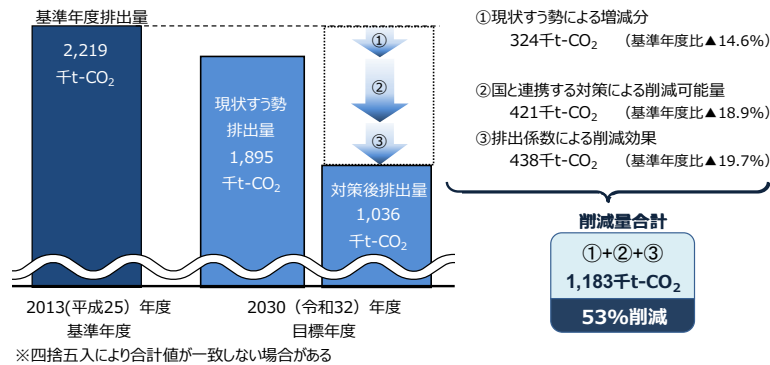 基準年度排出量
2,219
千t-CO₂
現状すう勢
排出量
1,895
千t-CO₂
①
②
③
対策後排出量
1,036
千t-CO₂
2013(平成25）年度
基準年度
2030（令和32）年度
目標年度
※四捨五入により合計値が一致しない場合がある
①現状すう勢による増減分
324千t-CO₂　（基準年度比▲14.6%）
②国と連携する対策による削減可能量
421千t-CO₂　（基準年度比▲18.9%）
③排出係数による削減効果
438千t-CO₂　（基準年度比▲19.7%）
削減量合計
①+②+③
1,183千t-CO₂
53%削減